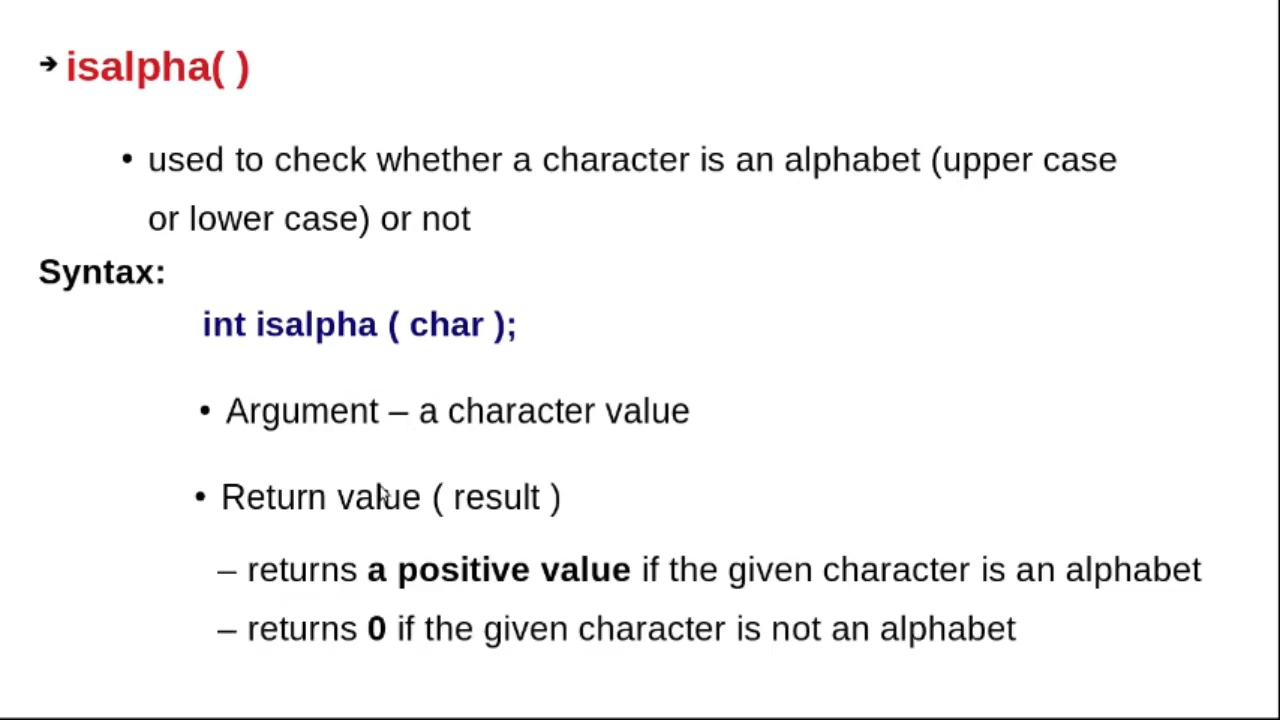 ➔ isalpha( )
• used to check whether a character is an alphabet (upper case
or lower case) or not
Syntax:
int isalpha ( char );
• Argument – a character value
• Return value ( result )
– returns a positive value if the given character is an alphabet
– returns 0 if the given character is not an alphabet